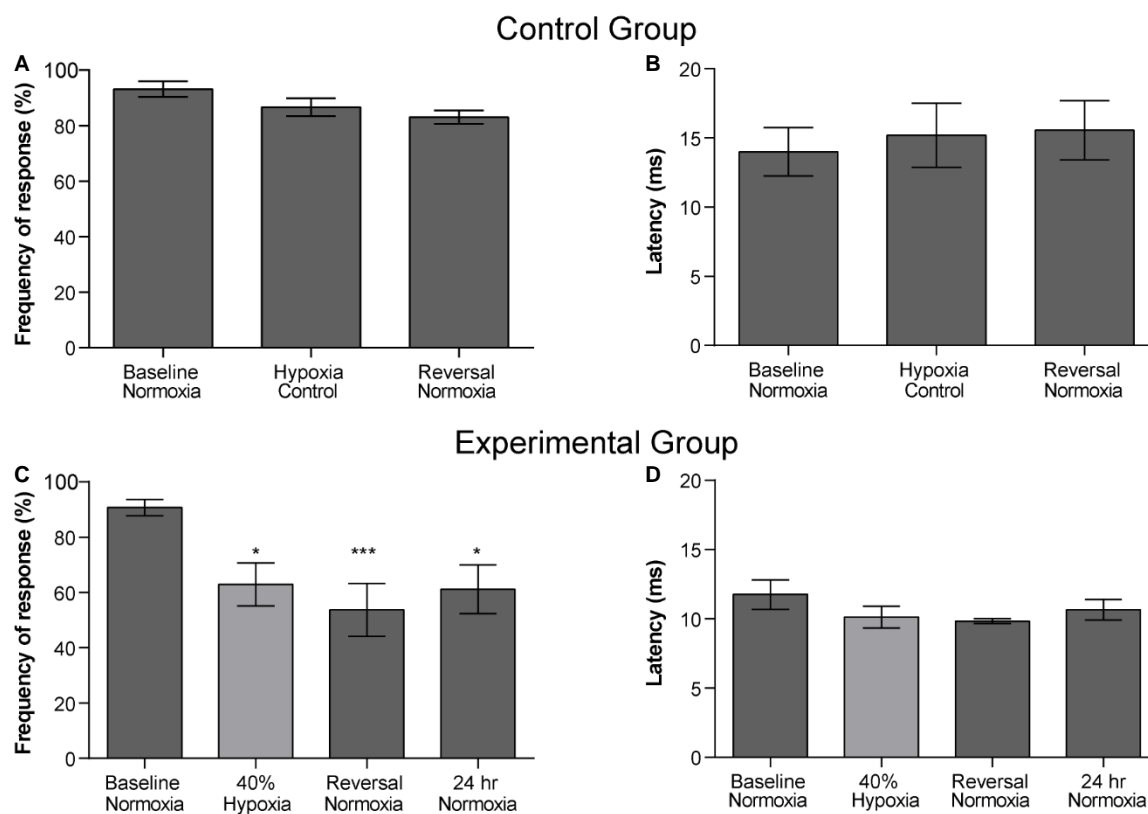 Control Group
A
Frequency of response (%)
100
80
60
40
20
0
Baseline
Normoxia
Hypoxia
Control
Reversal
Normoxia
B
Latency (ms)
20
15
10
5
0
Baseline
Normoxia
Hypoxia
Control
Reversal
Normoxia
Experimental Group
C
Frequency of response (%)
100
80
60
40
20
0
*
***
*
Baseline
Normoxia
40%
Hypoxia
Reversal
Normoxia
24 hr
Normoxia
D
Latency (ms)
20
15
10
5
0
Baseline
Normoxia
40%
Hypoxia
Reversal
Normoxia
24 hr
Normoxia